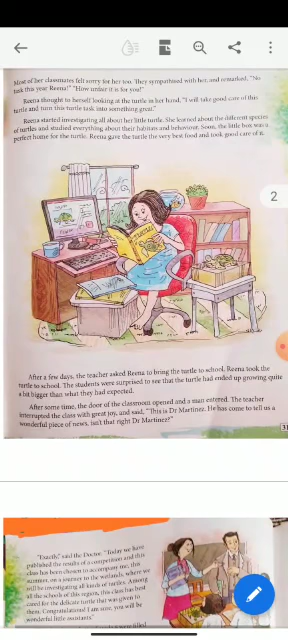 Most of her classmates felt sorry for her too. They sympathised with her, and remarked, "No
task this year Reena!" "How unfair it is for you!"
Reena thought to herself looking at the turtle in her hand, "I will take good care of this
turtle and turn this turtle task into something great."
Reena started investigating all about her little turtle. She learned about the different species
of turtles and studied everything about their habitats and behaviour. Soon, the little box was a
perfect home for the turtle. Reena gave the turtle the very best food and took good care of it.
2
TURTLES
After a few days, the teacher asked Reena to bring the turtle to school. Reena took the
turtle to school. The students were surprised to see that the turtle had ended up growing quite
a bit bigger than what they had expected.
After some time, the door of the classroom opened and a man entered. The teacher
interrupted the class with great joy, and said, "This is Dr Martinez. He has come to tell us a
wonderful piece of news, isn't that right Dr Martinez?"
"Exactly," said the Doctor. "Today we have
published the results of a competition and this
class has been chosen to accompany me, this
summer, on a journey to the wetlands, where we
will be investigating all kinds of turtles. Among
all the schools of this region, this class has best
cared for the delicate turtle that was given to
them. Congratulations! I am sure, you will be
wonderful little assistants."